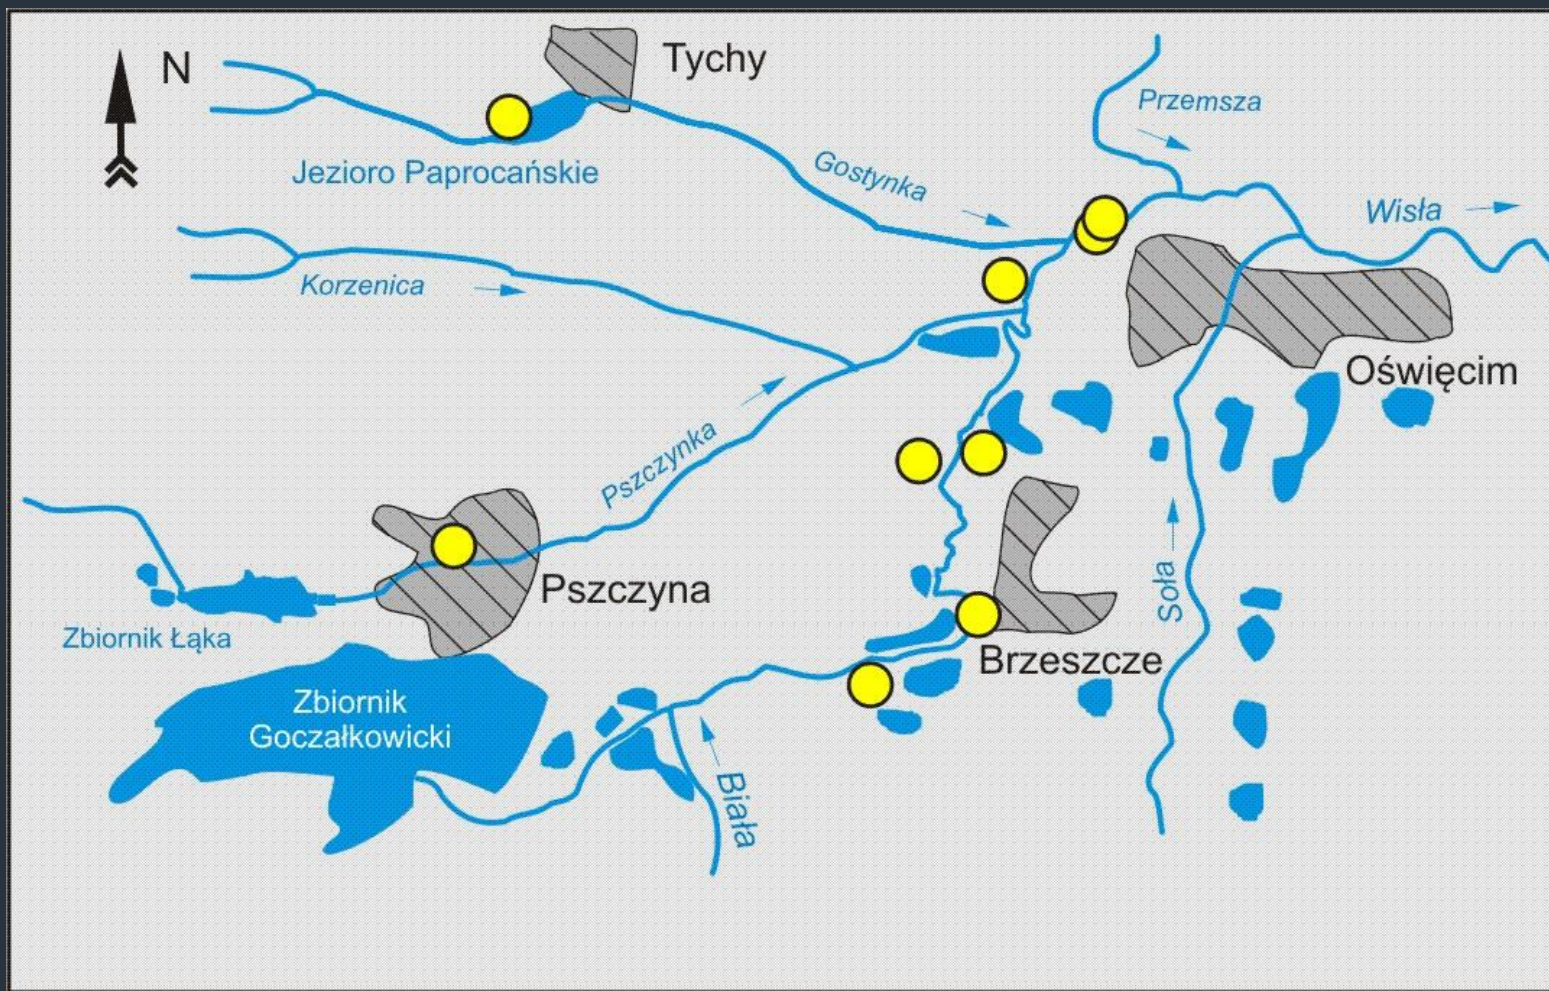 N
Tychy
Przemsza
Jezioro Paprocańskie
Gostynka
Wisła
Korzenica
Oświęcim
Pszczynka
Pszczyna
Soła
Zbiornik Łąka
Brzeszcze
Zbiornik
Goczałkowicki
Biała